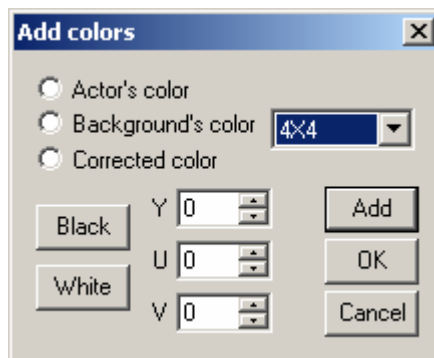 Add colors
Actor's color
Background's color 4X4
Corrected color
Black
White
Y 0
U 0
V 0
Add
OK
Cancel